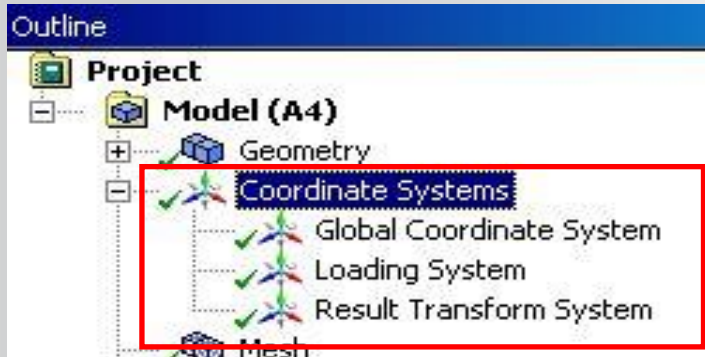 Outline
Project
Model (A4)
Geometry
Coordinate Systems
Global Coordinate System
Loading System
Result Transform System
Mesh